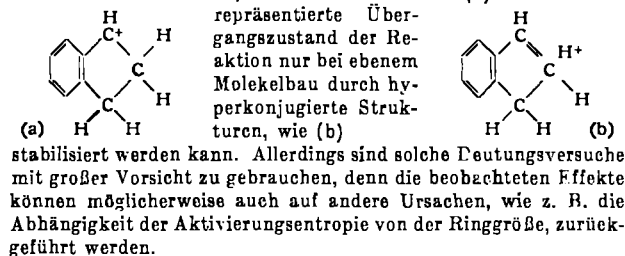 repräsentierte Über-
gangszustand der Re-
aktion nur bei ebenem
Molekelbau durch hy-
perkonjugierte Struk-
turen, wie (b)
H
C+
H
C
H
C
H
H
(a)
H
C
H+
C
H
C
H
H
(b)
stabilisiert werden kann. Allerdings sind solche Deutungsversuche
mit großer Vorsicht zu gebrauchen, denn die beobachteten Effekte
können möglicherweise auch auf andere Ursachen, wie z. B. die
Abhängigkeit der Aktivierungsentropie von der Ringgröße, zurück-
geführt werden.